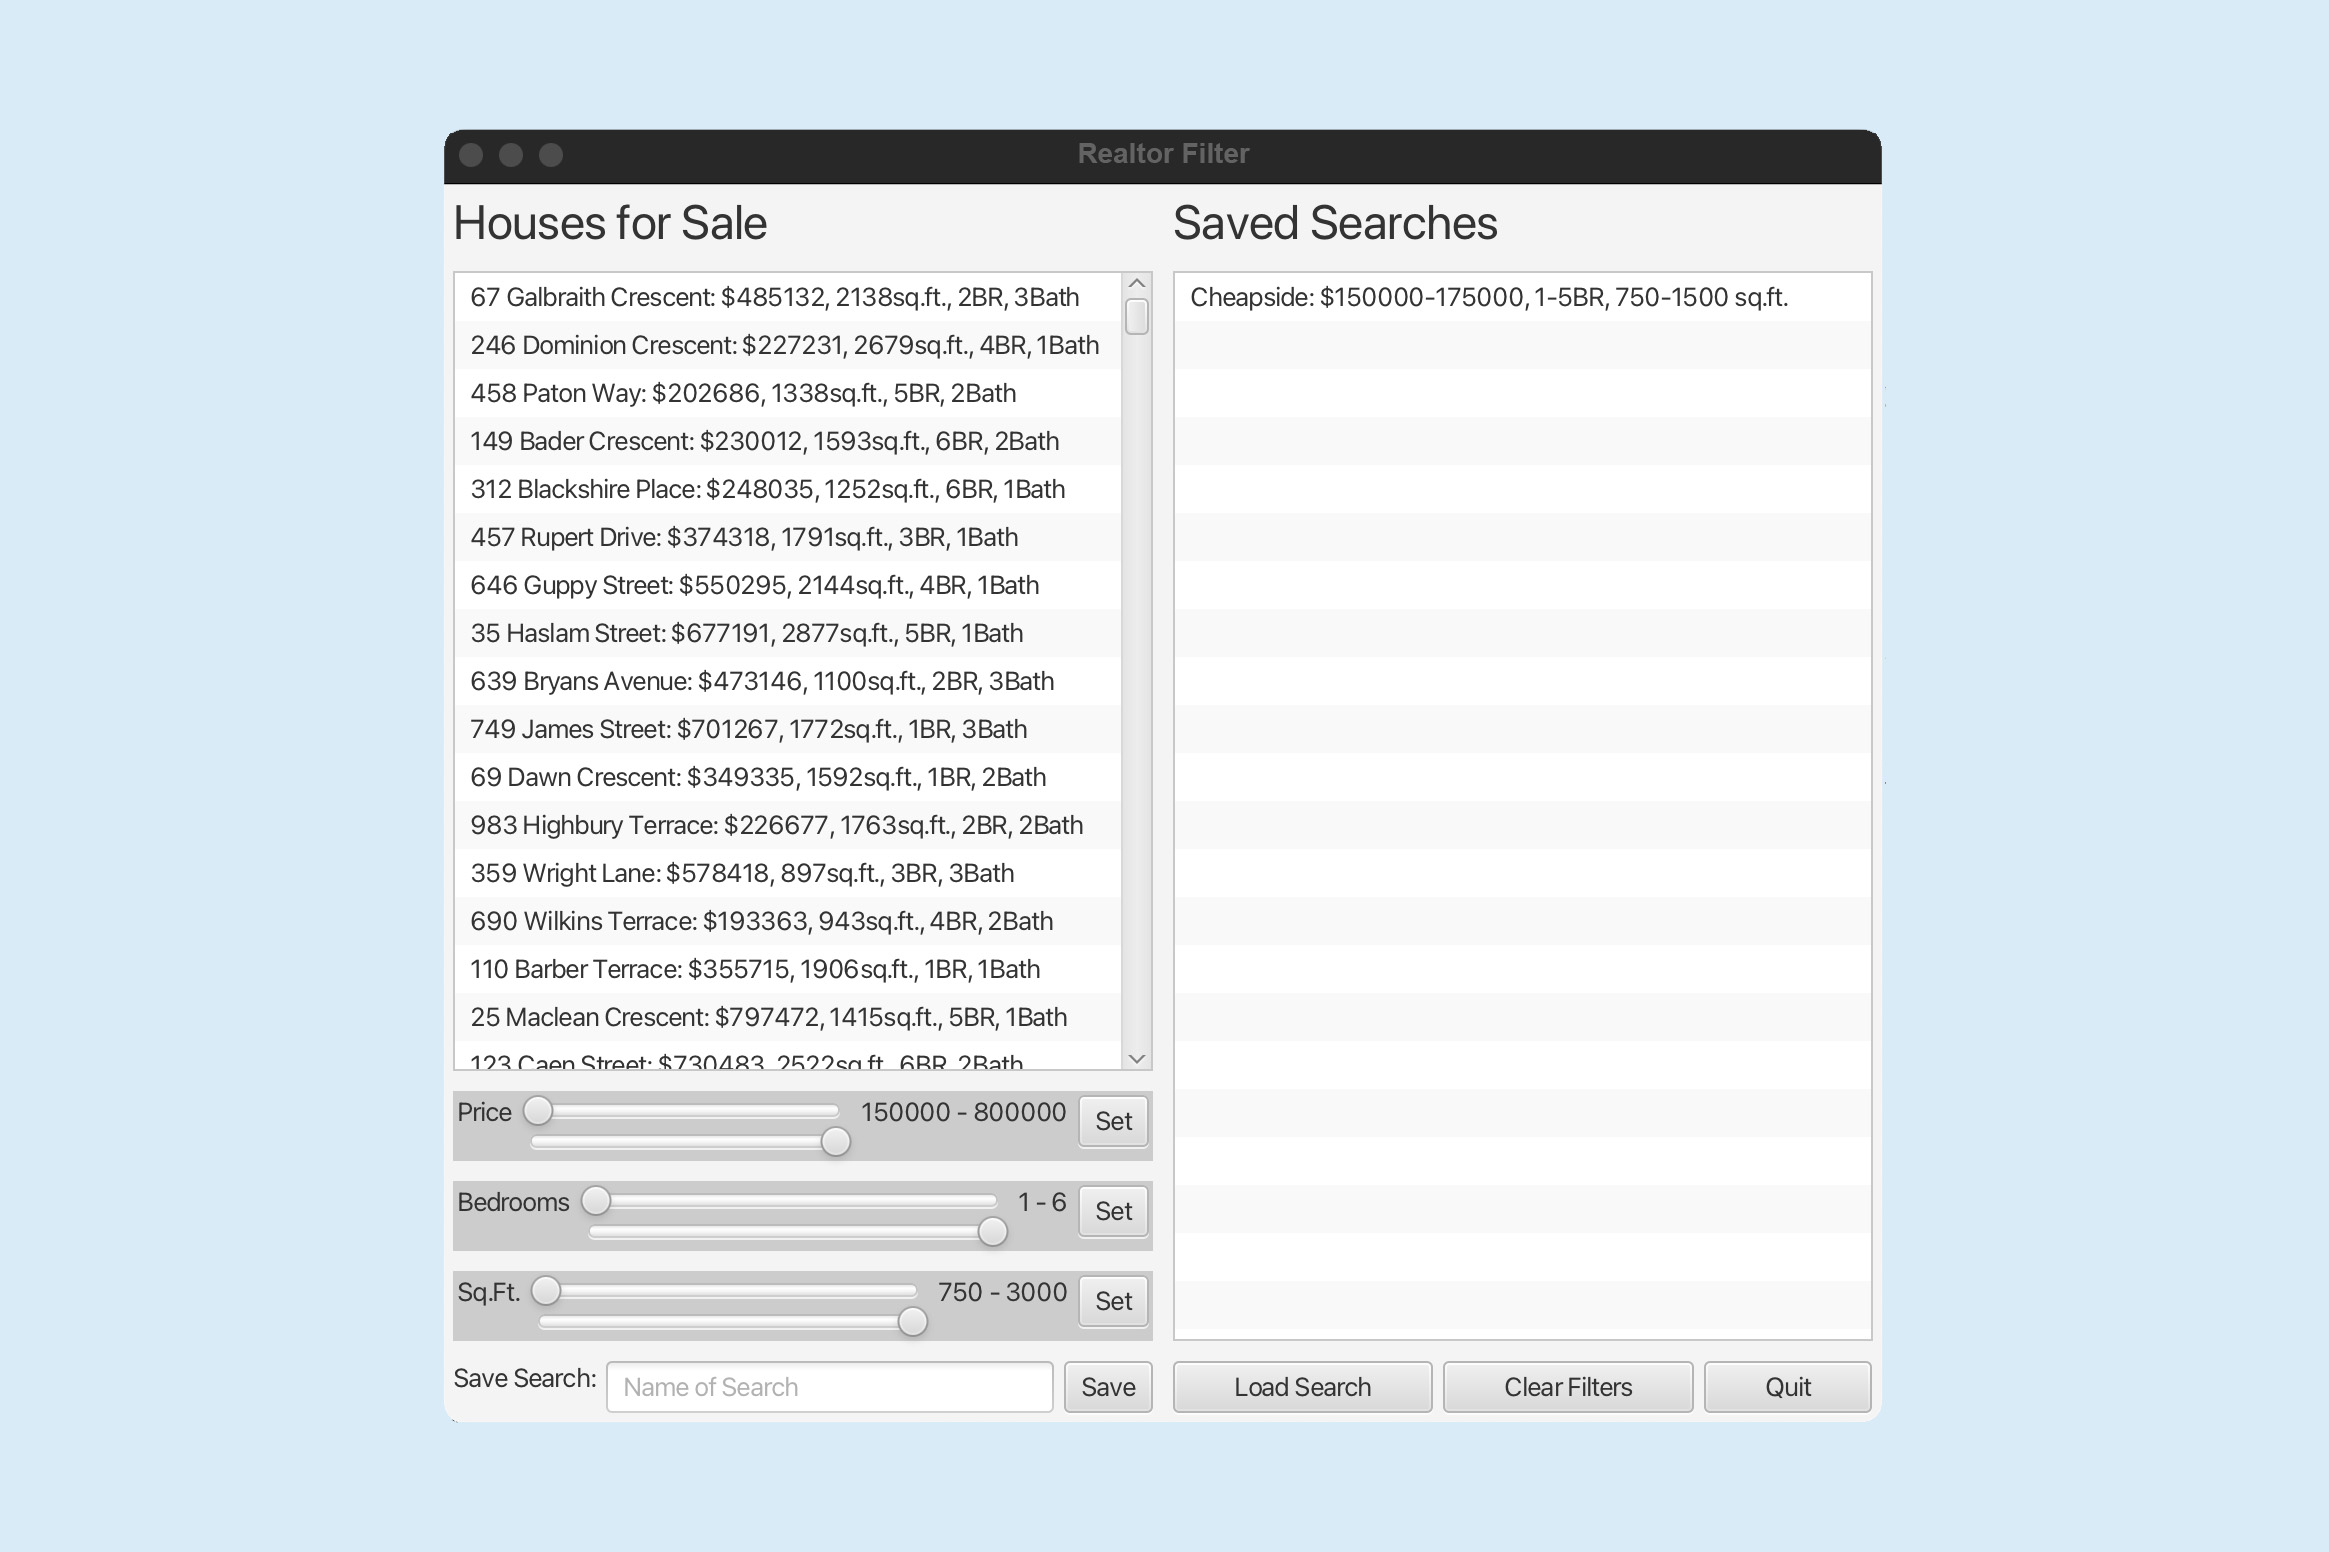 Realtor Filter
Houses for Sale
67 Galbraith Crescent: $485132, 2138sq.ft., 2BR, 3Bath
246 Dominion Crescent: $227231, 2679sq.ft., 4BR, 1Bath
458 Paton Way: $202686, 1338sq.ft., 5BR, 2Bath
149 Bader Crescent: $230012, 1593sq.ft., 6BR, 2Bath
312 Blackshire Place: $248035, 1252sq.ft., 6BR, 1Bath
457 Rupert Drive: $374318, 1791sq.ft., 3BR, 1Bath
646 Guppy Street: $550295, 2144sq.ft., 4BR, 1Bath
35 Haslam Street: $677191, 2877sq.ft., 5BR, 1Bath
639 Bryans Avenue: $473146, 1100sq.ft., 2BR, 3Bath
749 James Street: $701267, 1772sq.ft., 1BR, 3Bath
69 Dawn Crescent: $349335, 1592sq.ft., 1BR, 2Bath
983 Highbury Terrace: $226677, 1763sq.ft., 2BR, 2Bath
359 Wright Lane: $578418, 897sq.ft., 3BR, 3Bath
690 Wilkins Terrace: $193363, 943sq.ft., 4BR, 2Bath
110 Barber Terrace: $355715, 1906sq.ft., 1BR, 1Bath
25 Maclean Crescent: $797472, 1415sq.ft., 5BR, 1Bath
123 Caen Street: $730483, 2522sq.ft., 6BR, 2Bath
Price 150000 - 800000 Set
Bedrooms 1 - 6 Set
Sq.Ft. 750 - 3000 Set
Save Search: Name of Search Save
Saved Searches
Cheapside: $150000-175000, 1-5BR, 750-1500 sq.ft.
Load Search Clear Filters Quit